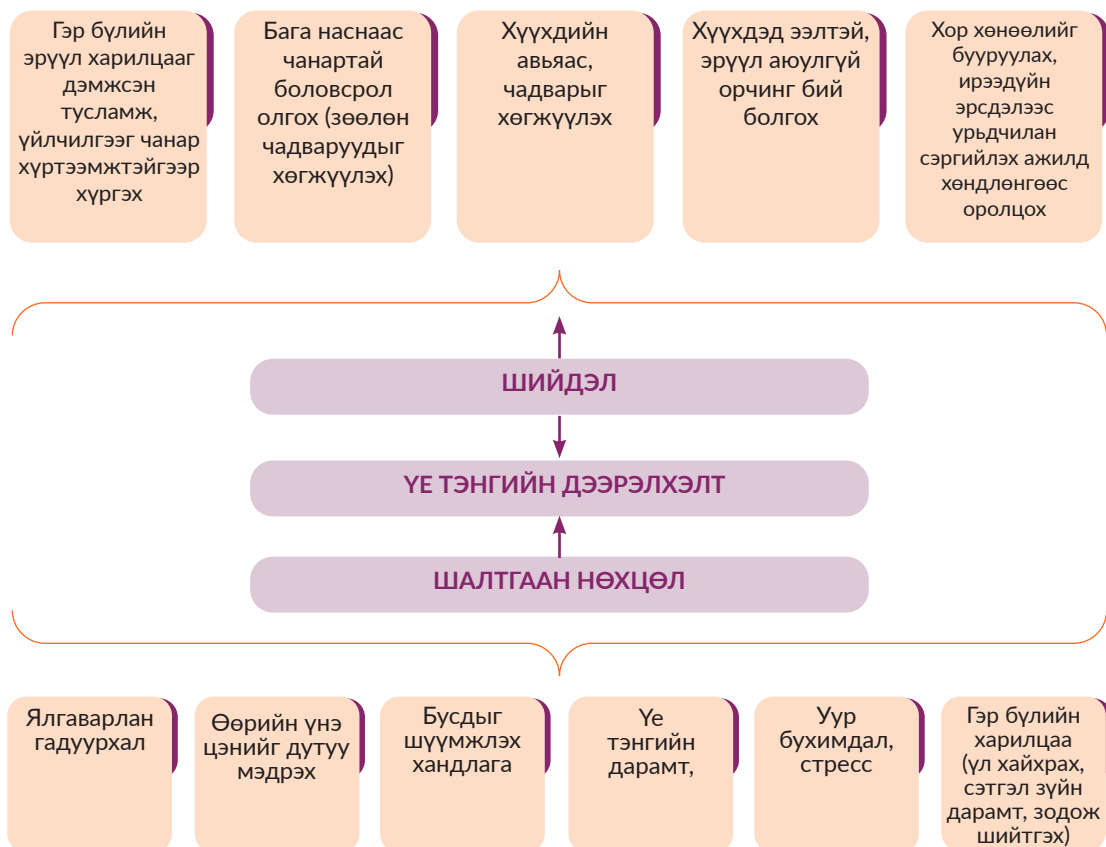 Гэр бүлийн
эрүүл харилцааг
дэмжсэн
тусламж,
үйлчилгээг чанар
хүртээмжтэйгээр
хүргэх
Бага наснаас
чанартай
боловсрол
олгох (зөөлөн
чадваруудыг
хөгжүүлэх)
Хүүхдийн
авьяас,
чадварыг
хөгжүүлэх
Хүүхдэд ээлтэй,
эрүүл аюулгүй
орчинг бий
болгох
Хор хөнөөлийг
бууруулах,
ирээдүйн
эрсдэлээс
урьдчилан
сэргийлэх ажилд
хөндлөнгөөс
оролцох
ШИЙДЭЛ
ҮЕ ТЭНГИЙН ДЭЭРЭЛХЭЛТ
ШАЛТГААН НӨХЦӨЛ
Ялгаварлан
гадуурхал
Өөрийн үнэ
цэнийг дутуу
мэдрэх
Бусдыг
шүүмжлэх
хандлага
Үе
тэнгийн
дарамт,
Уур
бухимдал,
стресс
Гэр бүлийн
харилцаа
(үл хайхрах,
сэтгэл зүйн
дарамт, зодож
шийтгэх)